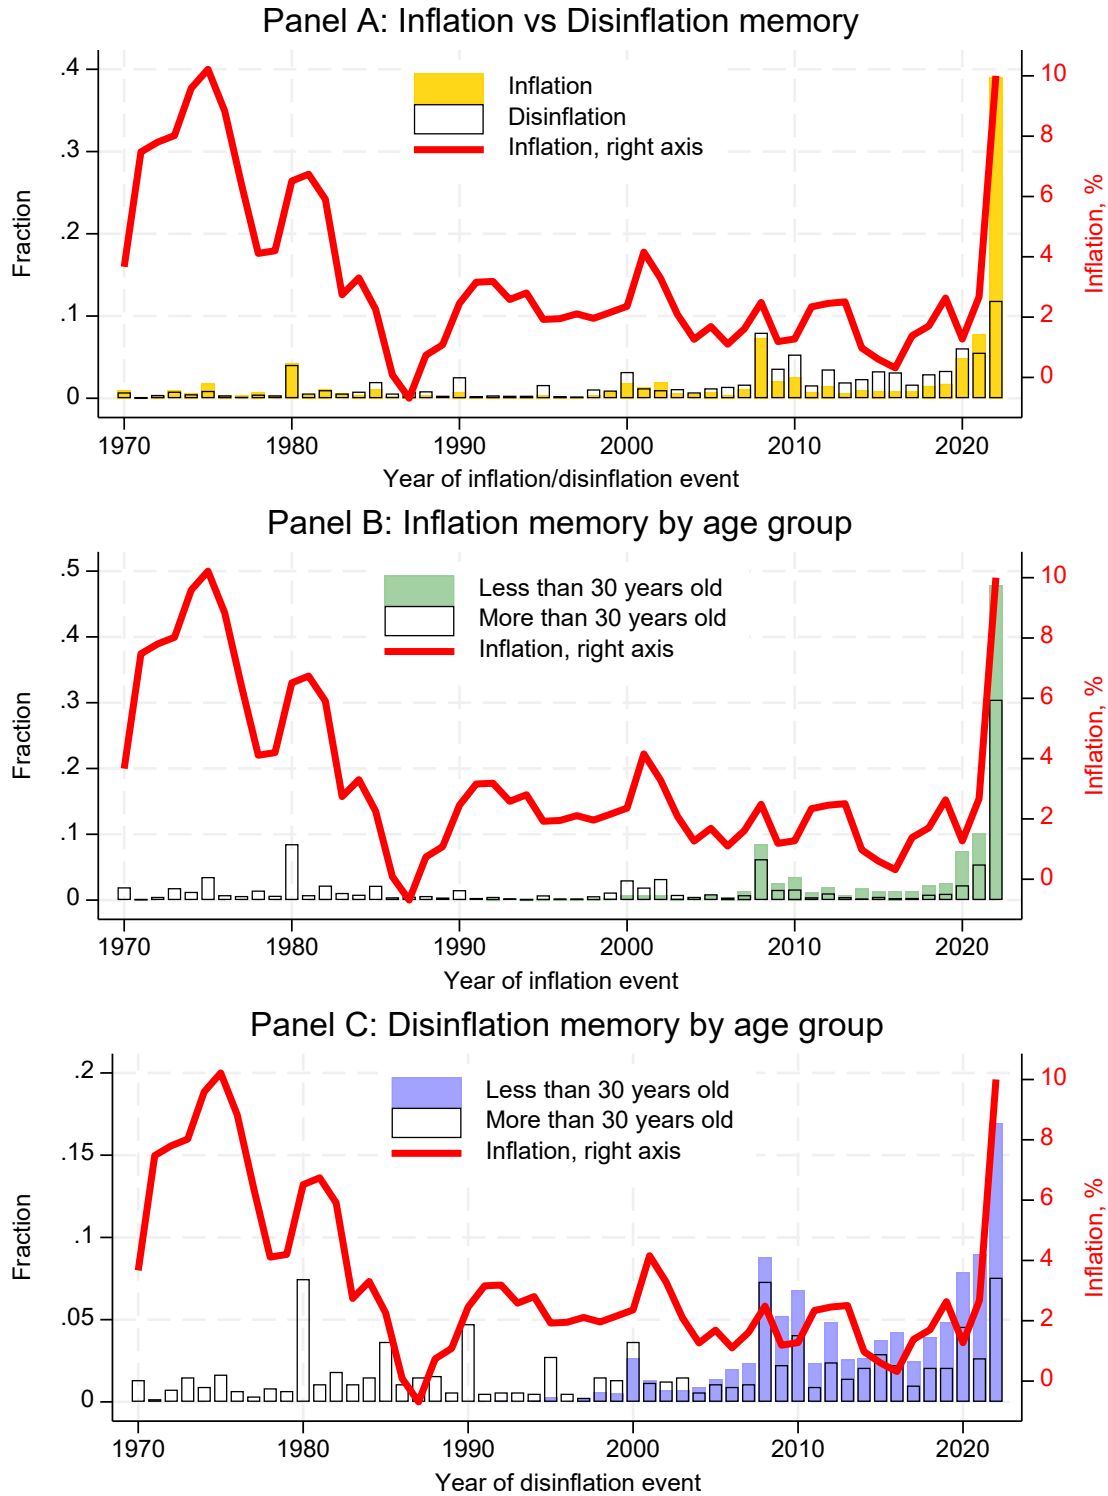 Panel A: Inflation vs Disinflation memory
.4
.3
.2
.1
0
Fraction
Inflation
Disinflation
Inflation, right axis
10
8
6
4
2
0
Inflation, %
1970 1980 1990 2000 2010 2020
Year of inflation/disinflation event
Panel B: Inflation memory by age group
.5
.4
.3
.2
.1
0
Fraction
Less than 30 years old
More than 30 years old
Inflation, right axis
10
8
6
4
2
0
Inflation, %
1970 1980 1990 2000 2010 2020
Year of inflation event
Panel C: Disinflation memory by age group
.2
.15
.1
.05
0
Fraction
Less than 30 years old
More than 30 years old
Inflation, right axis
10
8
6
4
2
0
Inflation, %
1970 1980 1990 2000 2010 2020
Year of disinflation event